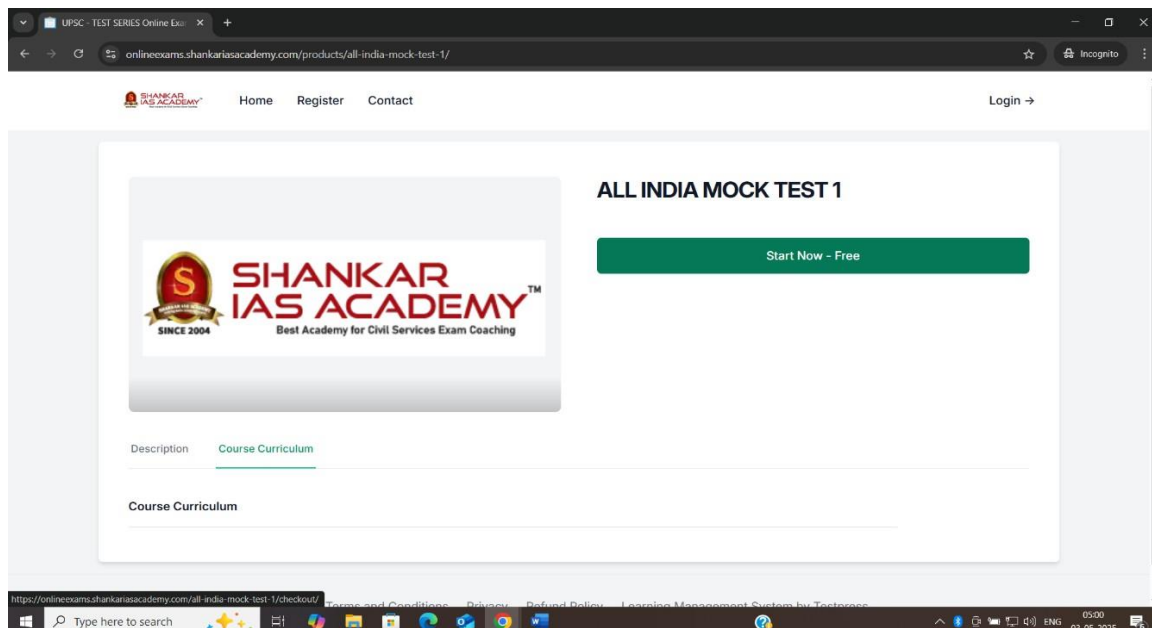 UPSC - TEST SERIES Online Exa
onlineexams.shankariasacademy.com/products/all-india-mock-test-1/
Incognito
SHANKAR
IAS ACADEMY
Home Register Contact
Login →
ALL INDIA MOCK TEST 1
Start Now - Free
S
SHANKAR
IAS ACADEMY™
SINCE 2004
Best Academy for Civil Services Exam Coaching
Description Course Curriculum
Course Curriculum
https://onlineexams.shankariasacademy.com/all-india-mock-test-1/checkout/
Terms and Conditions Privacy Refund Policy Learning Management System by Testpress
Type here to search
ENG
05:00